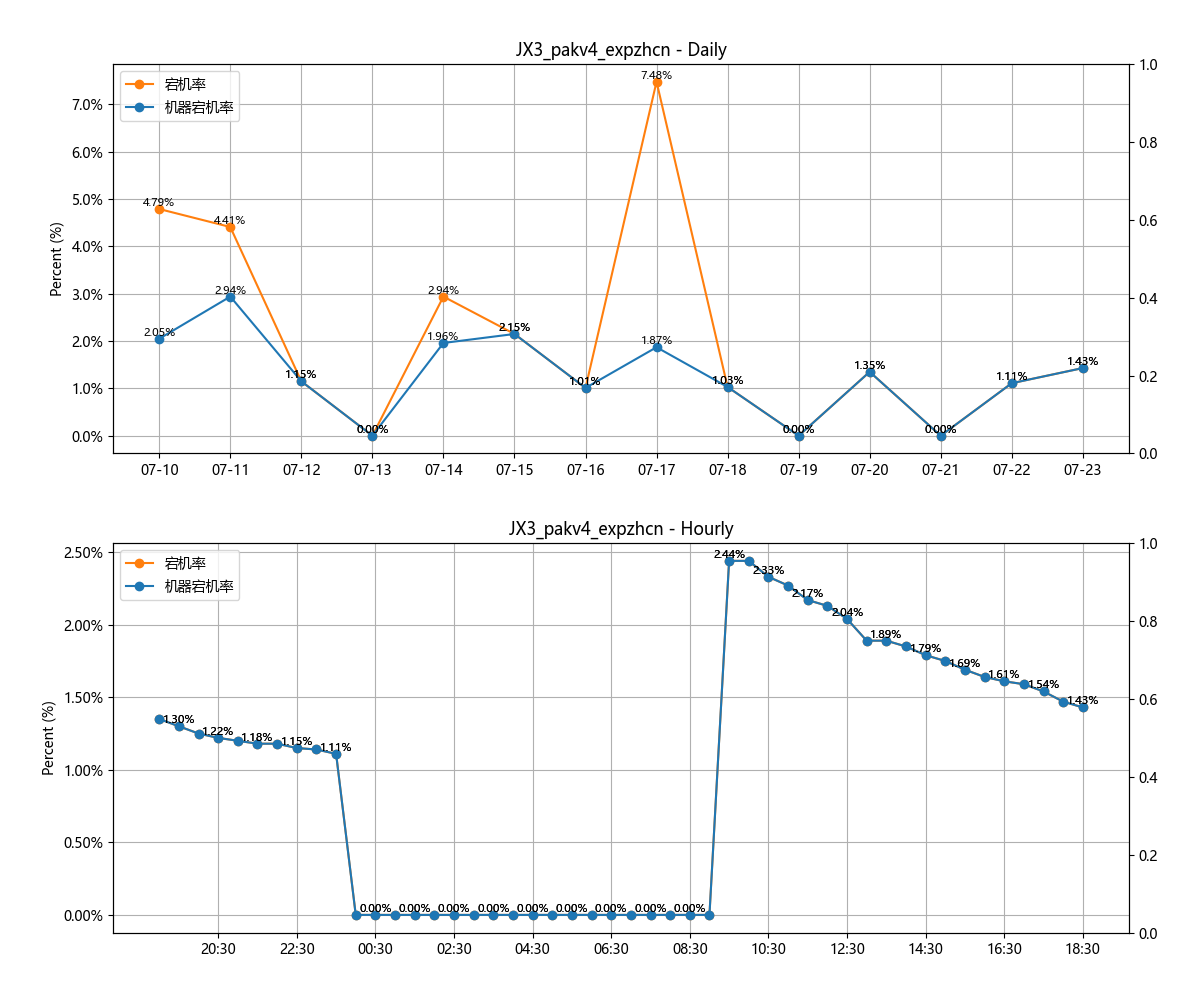 JX3_pakv4_expzhcn - Daily
宕机率
机器宕机率
Percent (%)
7.0%
6.0%
5.0%
4.0%
3.0%
2.0%
1.0%
0.0%
1.0
0.8
0.6
0.4
0.2
0.0
4.79% 4.41% 1.15% 0.00% 2.94% 2.15% 1.01% 7.48% 1.03% 0.00% 1.35% 0.00% 1.11% 1.43%
2.05% 2.94% 1.96% 1.87%
07-10 07-11 07-12 07-13 07-14 07-15 07-16 07-17 07-18 07-19 07-20 07-21 07-22 07-23
JX3_pakv4_expzhcn - Hourly
宕机率
机器宕机率
Percent (%)
2.50%
2.00%
1.50%
1.00%
0.50%
0.00%
1.0
0.8
0.6
0.4
0.2
0.0
1.30% 1.22% 1.18% 1.15% 1.11% 0.00% 0.00% 0.00% 0.00% 0.00% 0.00% 0.00% 0.00% 0.00% 2.44% 2.33% 2.17% 2.04% 1.89% 1.79% 1.69% 1.61% 1.54% 1.43%
20:30 22:30 00:30 02:30 04:30 06:30 08:30 10:30 12:30 14:30 16:30 18:30